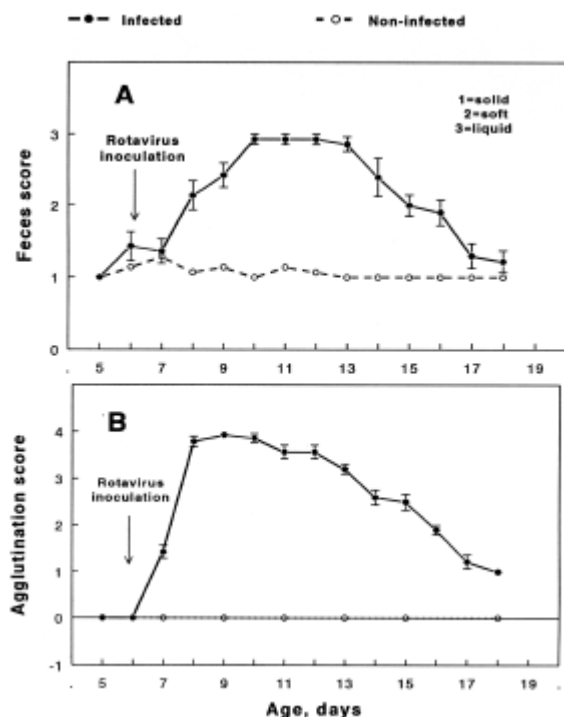 Infected
Non-infected
A
1=solid
2=soft
3=liquid
Rotavirus
inoculation
Feces score
3
2
1
0
5 7 9 11 13 15 17 19
B
Rotavirus
inoculation
Agglutination score
4
3
2
1
0
-1
5 7 9 11 13 15 17 19
Age, days